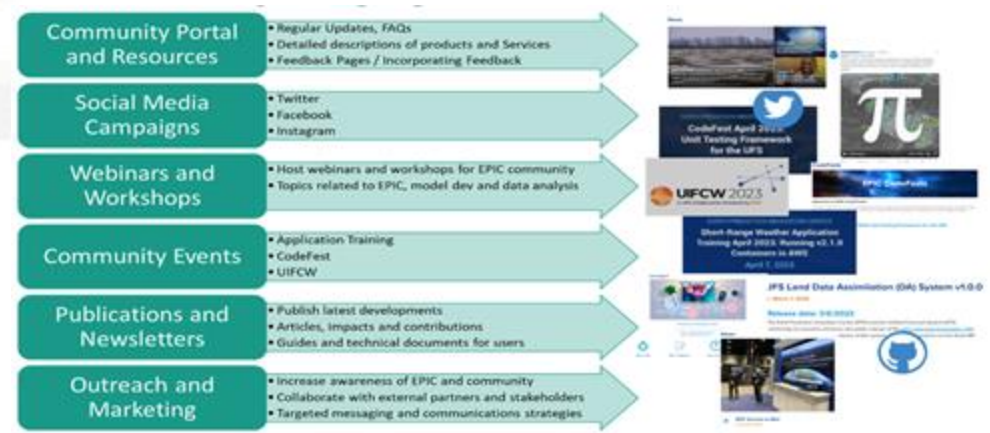 Community Portal
and Resources
• Regular Updates, FAQs
• Detailed descriptions of products and Services
• Feedback Pages / Incorporating Feedback
Social Media
Campaigns
• Twitter
• Facebook
• Instagram
Webinars and
Workshops
• Host webinars and workshops for EPIC community
• Topics related to EPIC, model dev and data analysis
Community Events
• Application Training
• CodeFest
• UIFCW
Publications and
Newsletters
• Publish latest developments
• Articles, impacts and contributions
• Guides and technical documents for users
Outreach and
Marketing
• Increase awareness of EPIC and community
• Collaborate with external partners and stakeholders
• Targeted messaging and communications strategies
π
CodeFest April 2023:
Unit Testing Framework
for the UFS
EPIC CodeFests
UIFCW 2023
Short-Range Weather Application
Training April 2023: Running v2.1.0
Containers in AWS
April 7, 2023
JFS Land Data Assimilation (DA) System v1.0.0
Release date: 3/6/2023